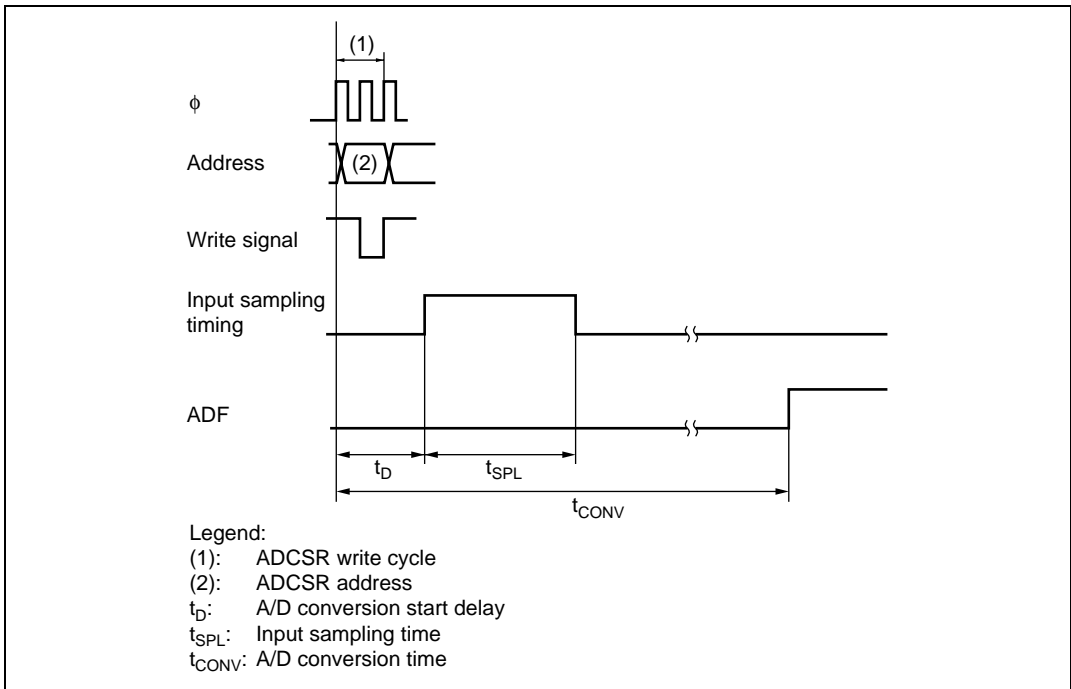 (1)
ϕ
Address
(2)
Write signal
Input sampling
timing
ADF
tD
tSPL
tCONV
Legend:
(1): ADCSR write cycle
(2): ADCSR address
tD: A/D conversion start delay
tSPL: Input sampling time
tCONV: A/D conversion time